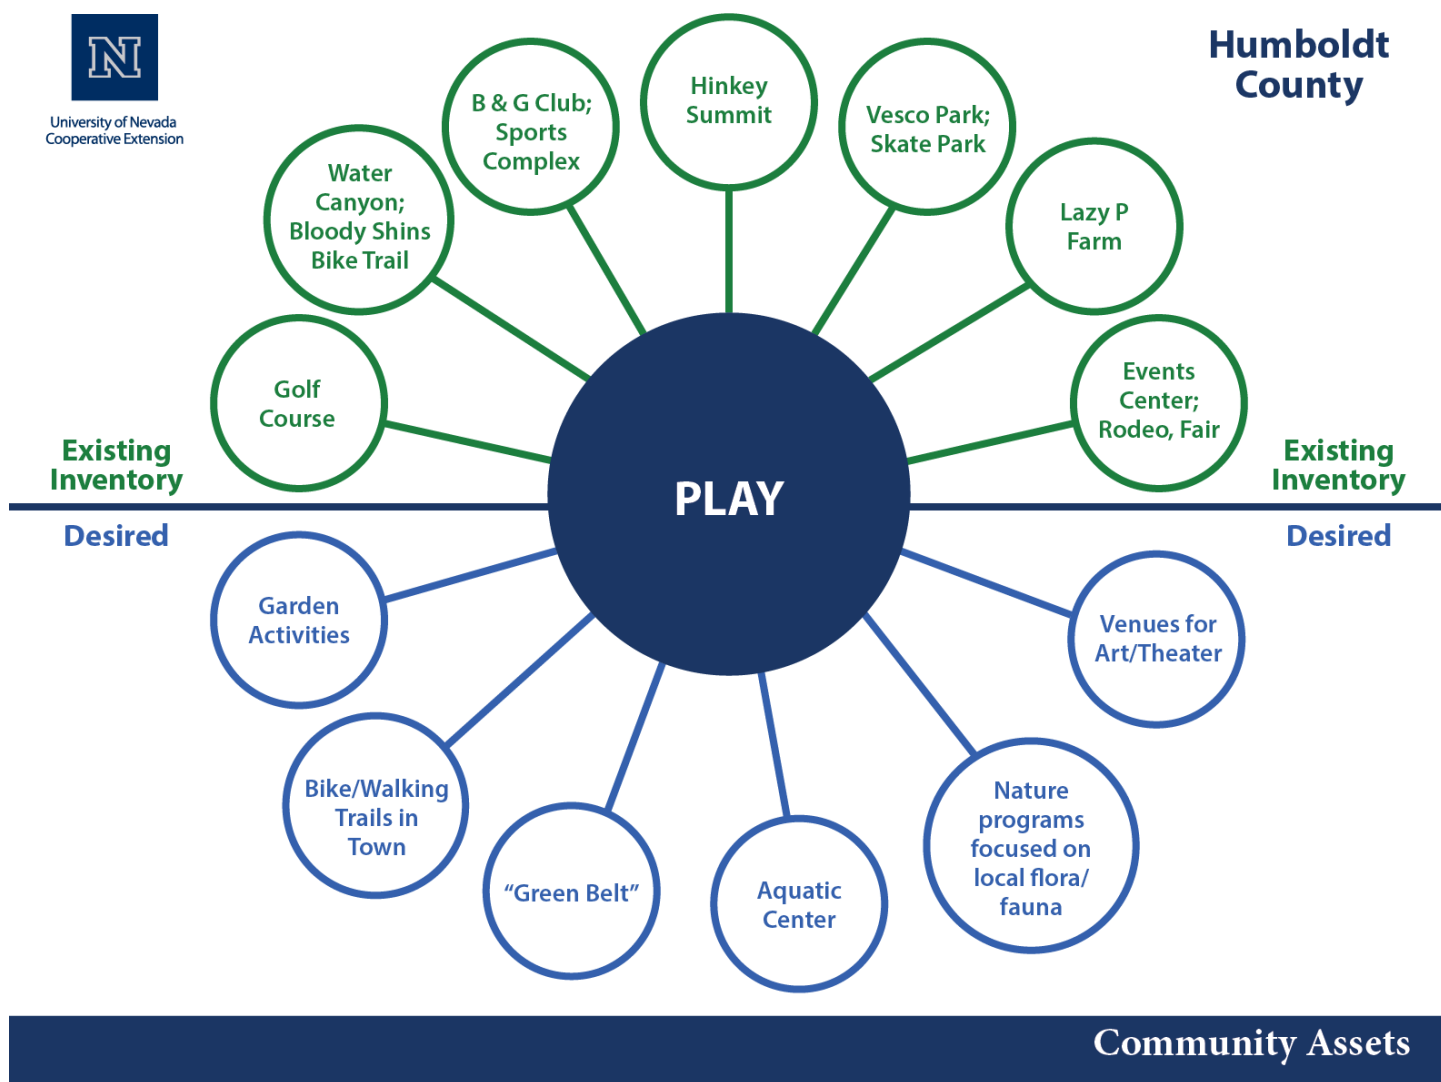 University of Nevada
Cooperative Extension
Humboldt
County
Golf
Course
Water
Canyon;
Bloody Shins
Bike Trail
B & G Club;
Sports
Complex
Hinkey
Summit
Vesco Park;
Skate Park
Lazy P
Farm
Events
Center;
Rodeo, Fair
Existing
Inventory
Existing
Inventory
PLAY
Desired
Desired
Garden
Activities
Bike/Walking
Trails in
Town
“Green Belt”
Aquatic
Center
Nature
programs
focused on
local flora/
fauna
Venues for
Art/Theater
Community Assets